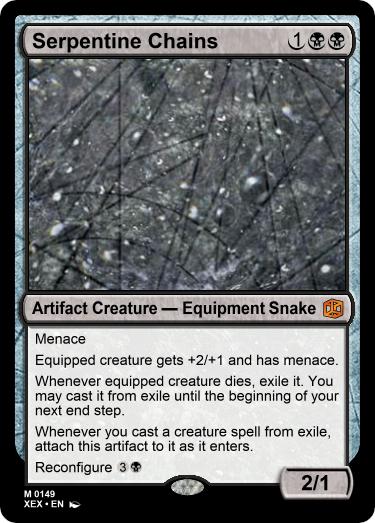 Serpentine Chains 1
Artifact Creature — Equipment Snake
Menace
Equipped creature gets +2/+1 and has menace.
Whenever equipped creature dies, exile it. You
may cast it from exile until the beginning of your
next end step.
Whenever you cast a creature spell from exile,
attach this artifact to it as it enters.
Reconfigure 3
2/1
M 0149
XEX • EN